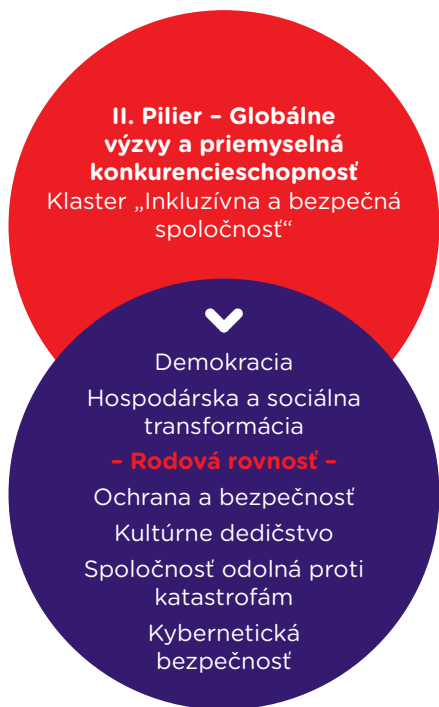 II. Pilier – Globálne
výzvy a priemyselná
konkurencieschopnosť
Klaster „Inkluzívna a bezpečná
spoločnosť“
Demokracia
Hospodárska a sociálna
transformácia
– Rodová rovnosť –
Ochrana a bezpečnosť
Kultúrne dedičstvo
Spoločnosť odolná proti
katastrofám
Kybernetická
bezpečnosť